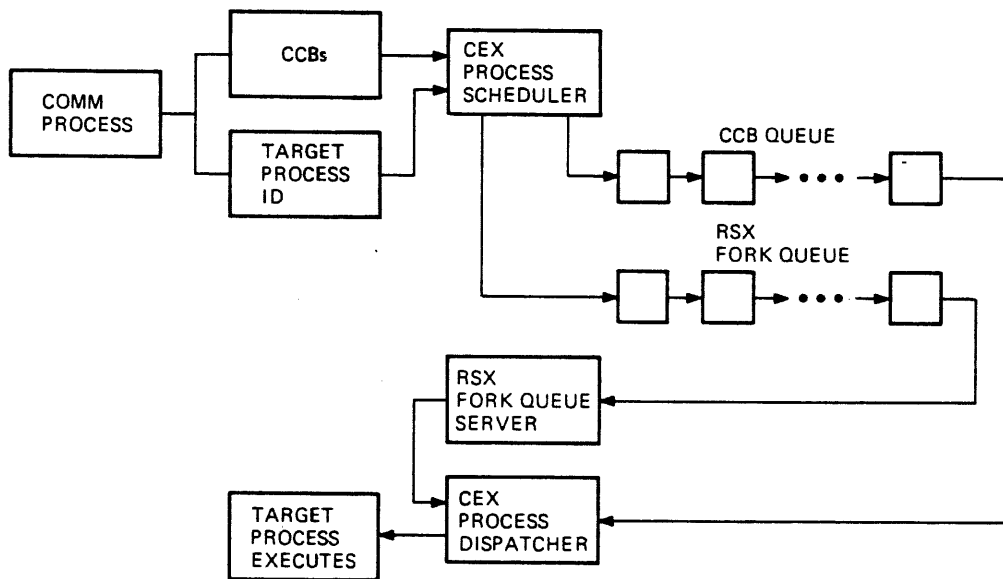 COMM
PROCESS
CCBs
TARGET
PROCESS
ID
CEX
PROCESS
SCHEDULER
CCB QUEUE
RSX
FORK QUEUE
RSX
FORK QUEUE
SERVER
CEX
PROCESS
DISPATCHER
TARGET
PROCESS
EXECUTES